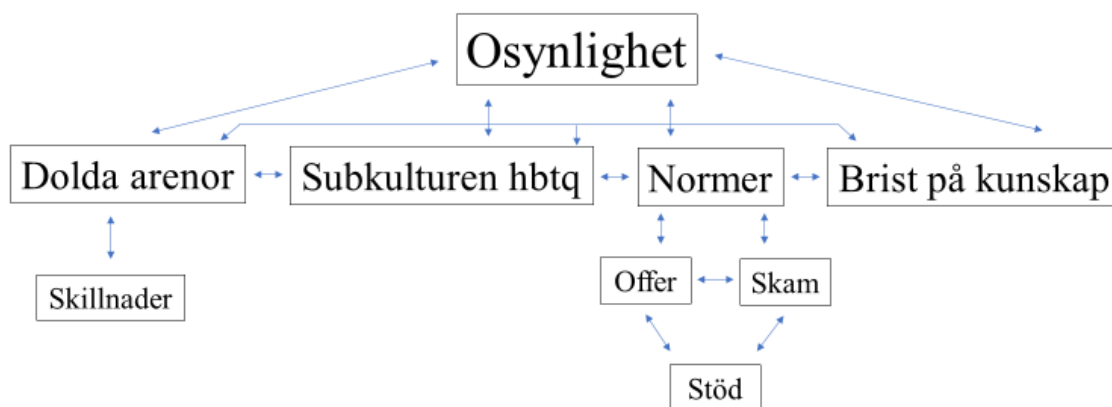 Osynlighet
Dolda arenor
Subkulturen hbtq
Normer
Brist på kunskap
Skillnader
Offer
Skam
Stöd